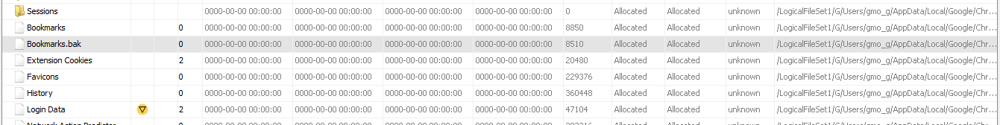 Sessions 0000-00-00 00:00:00 0000-00-00 00:00:00 0000-00-00 00:00:00 0000-00-00 00:00:00 0 Allocated Allocated unknown /LogicalFileSet1/G/Users/gmo_g/AppData/Local/Google/Chr...
Bookmarks 0 0000-00-00 00:00:00 0000-00-00 00:00:00 0000-00-00 00:00:00 0000-00-00 00:00:00 8850 Allocated Allocated unknown /LogicalFileSet1/G/Users/gmo_g/AppData/Local/Google/Chr...
Bookmarks.bak 0 0000-00-00 00:00:00 0000-00-00 00:00:00 0000-00-00 00:00:00 0000-00-00 00:00:00 8510 Allocated Allocated unknown /LogicalFileSet1/G/Users/gmo_g/AppData/Local/Google/Chr...
Extension Cookies 2 0000-00-00 00:00:00 0000-00-00 00:00:00 0000-00-00 00:00:00 0000-00-00 00:00:00 20480 Allocated Allocated unknown /LogicalFileSet1/G/Users/gmo_g/AppData/Local/Google/Chr...
Favicons 0 0000-00-00 00:00:00 0000-00-00 00:00:00 0000-00-00 00:00:00 0000-00-00 00:00:00 229376 Allocated Allocated unknown /LogicalFileSet1/G/Users/gmo_g/AppData/Local/Google/Chr...
History 0 0000-00-00 00:00:00 0000-00-00 00:00:00 0000-00-00 00:00:00 0000-00-00 00:00:00 360448 Allocated Allocated unknown /LogicalFileSet1/G/Users/gmo_g/AppData/Local/Google/Chr...
Login Data 2 0000-00-00 00:00:00 0000-00-00 00:00:00 0000-00-00 00:00:00 0000-00-00 00:00:00 47104 Allocated Allocated unknown /LogicalFileSet1/G/Users/gmo_g/AppData/Local/Google/Chr...
Network Action Predictor